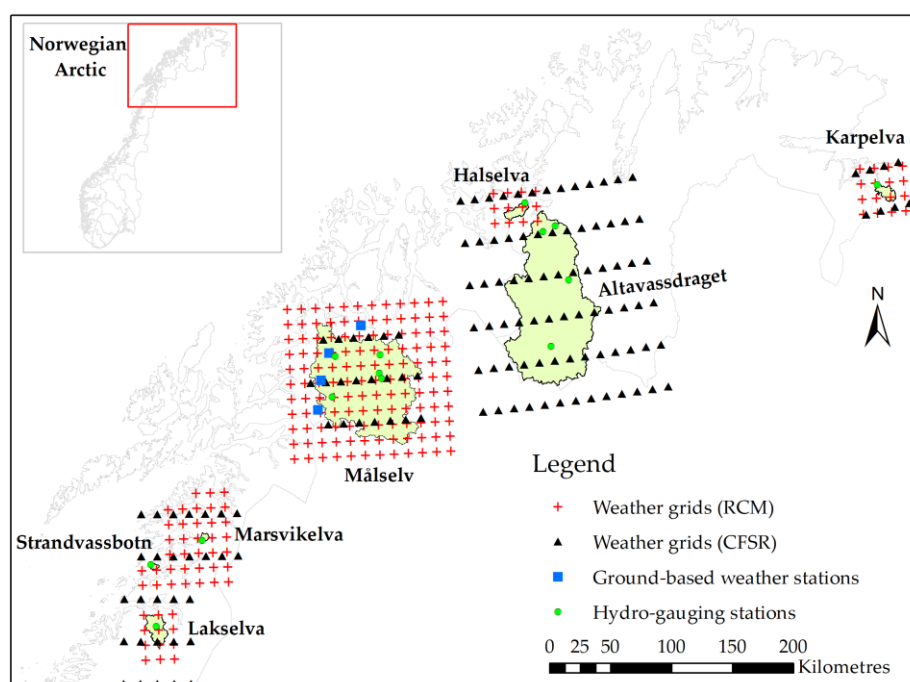 Norwegian
Arctic
Karpelva
Halselva
Altavassdraget
N
Målselv
Legend
Weather grids (RCM)
Weather grids (CFSR)
Ground-based weather stations
Hydro-gauging stations
Strandvassbotn
Marsvikelva
Lakselva
0 25 50 100 150 200
Kilometres